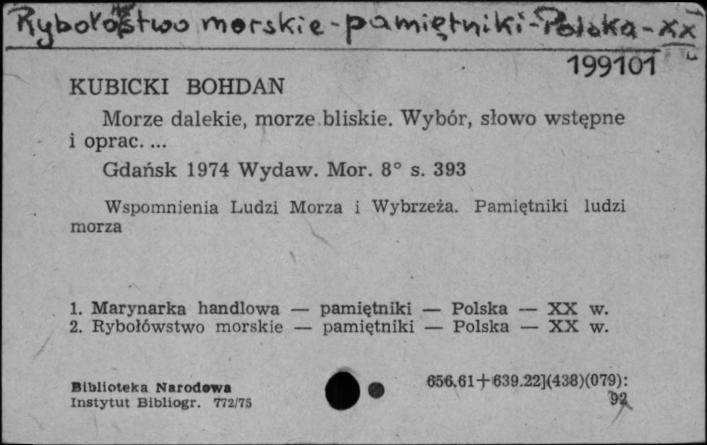 Rybołówstwo morskie - pamiętniki - Polska - XX w
199101
KUBICKI BOHDAN
Morze dalekie, morze bliskie. Wybór, słowo wstępne
i oprac. ...
Gdańsk 1974 Wydaw. Mor. 8° s. 393
Wspomnienia Ludzi Morza i Wybrzeża. Pamiętniki ludzi
morza
1. Marynarka handlowa — pamiętniki — Polska — XX w.
2. Rybołówstwo morskie — pamiętniki — Polska — XX w.
Biblioteka Narodowa
Instytut Bibliogr. 772/75
656.61+639.22](438)(079):
92